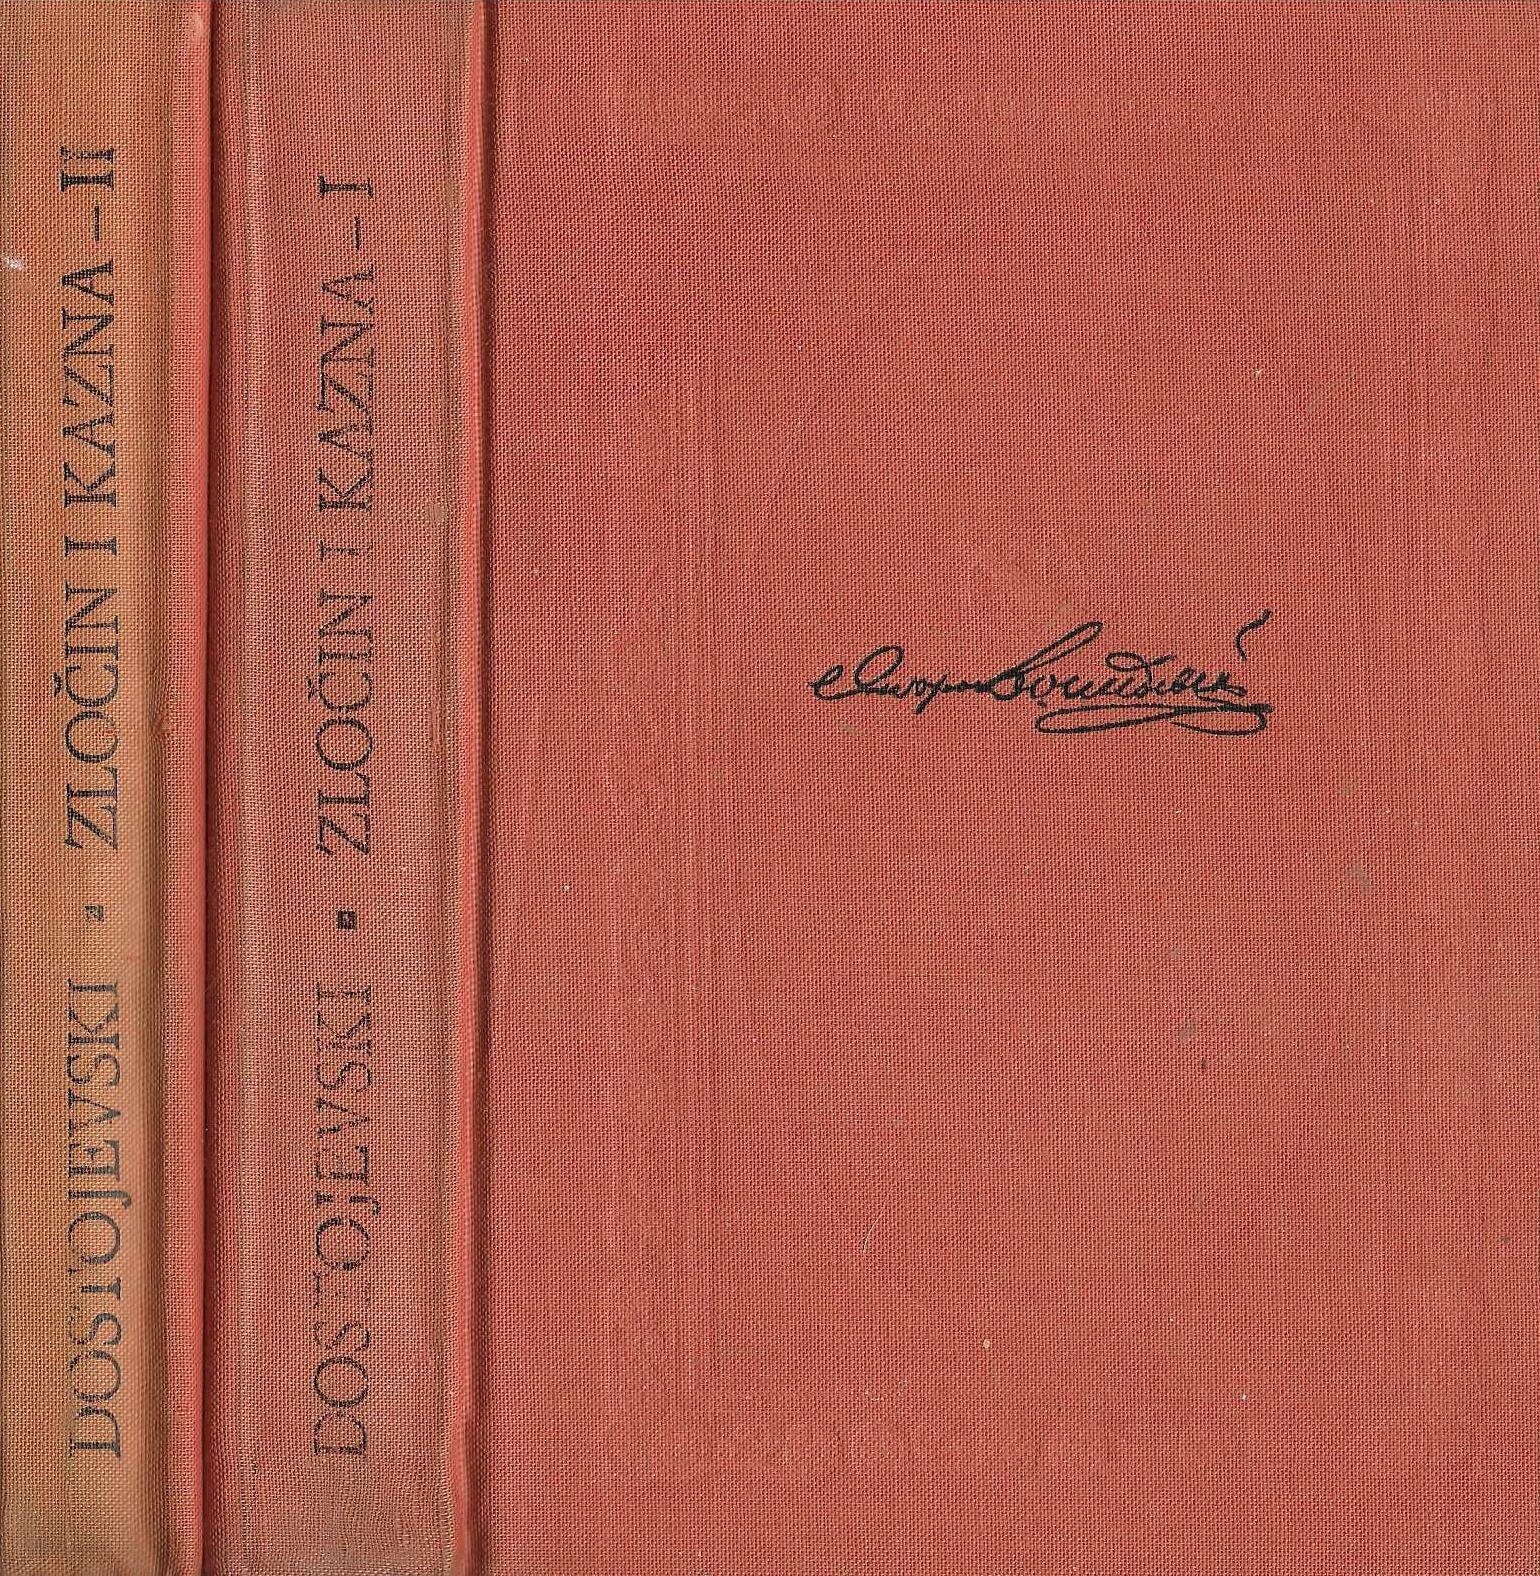 DOSTOJEVSKI ▪ ZLOČIN I KAZNA – II
DOSTOJEVSKI ▪ ZLOČIN I KAZNA – I